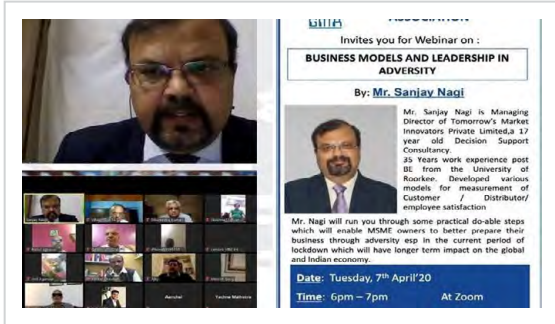 ASSOCIATION
Invites you for Webinar on :
BUSINESS MODELS AND LEADERSHIP IN
ADVERSITY
By: Mr. Sanjay Nagi
Mr. Sanjay Nagi is Managing
Director of Tomorrow's Market
Innovators Private Limited,a 17
year old Decision Support
Consultancy.
35 Years work experience post
BE from the University of
Roorkee. Developed various
models for measurement of
Customer / Distributor/
employee satisfaction
Mr. Nagi will run you through some practical do-able steps
which will enable MSME owners to better prepare their
business through adversity esp in the current period of
lockdown which will have longer term impact on the global
and Indian economy.
Date: Tuesday, 7th April'20
Time: 6pm – 7pm At Zoom
Sanjay Nagi
Aanchal